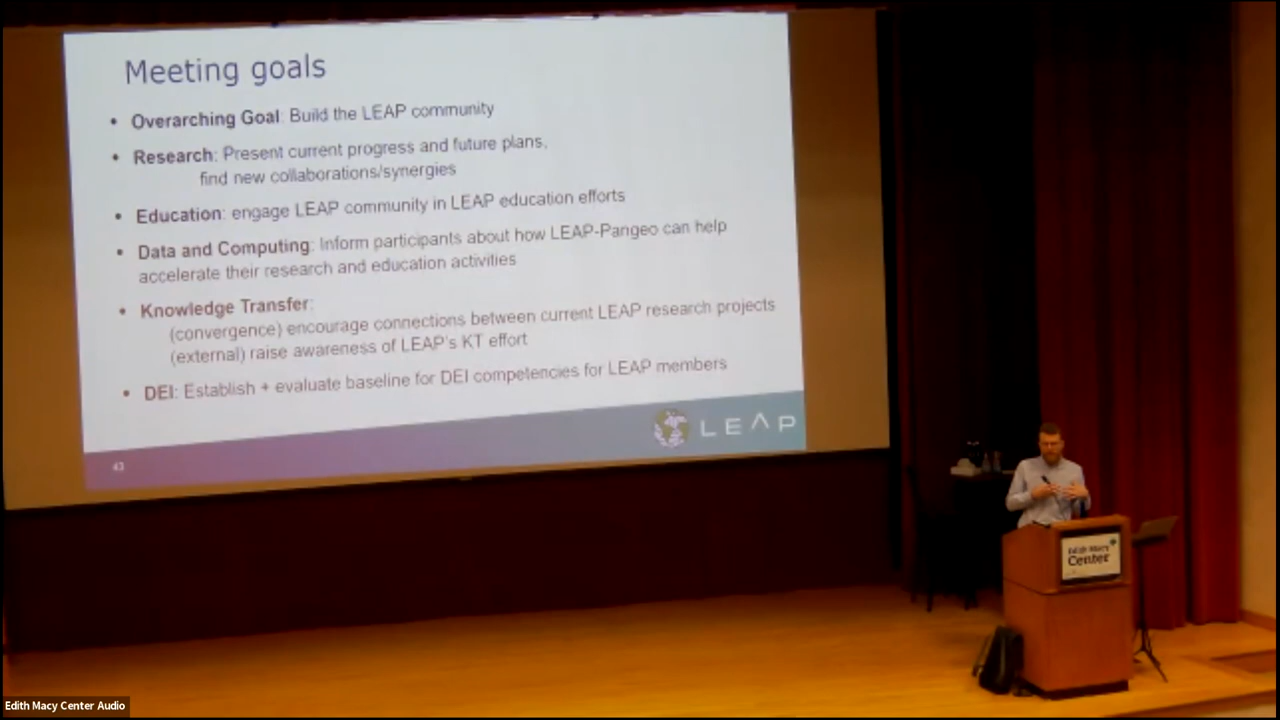 Meeting goals
• Overarching Goal: Build the LEAP community
• Research: Present current progress and future plans,
find new collaborations/synergies
• Education: engage LEAP community in LEAP education efforts
• Data and Computing: Inform participants about how LEAP-Pangeo can help
accelerate their research and education activities
• Knowledge Transfer:
(convergence) encourage connections between current LEAP research projects
(external) raise awareness of LEAP's KT effort
• DEI: Establish + evaluate baseline for DEI competencies for LEAP members
43
LEAP
Edith Macy
Center
Edith Macy Center Audio